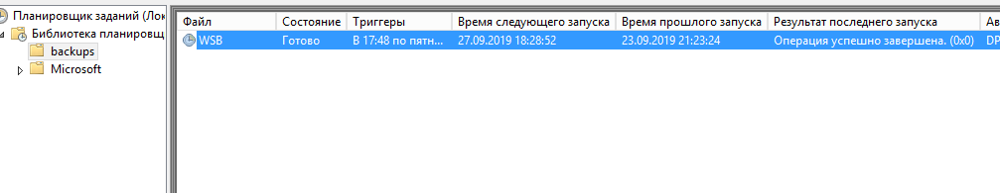 Планировщик заданий (Лок
Библиотека планировщ
backups
Microsoft
Файл Состояние Триггеры Время следующего запуска Время прошлого запуска Результат последнего запуска Ав
WSB Готово В 17:48 по пятн... 27.09.2019 18:28:52 23.09.2019 21:23:24 Операция успешно завершена. (0x0) DP